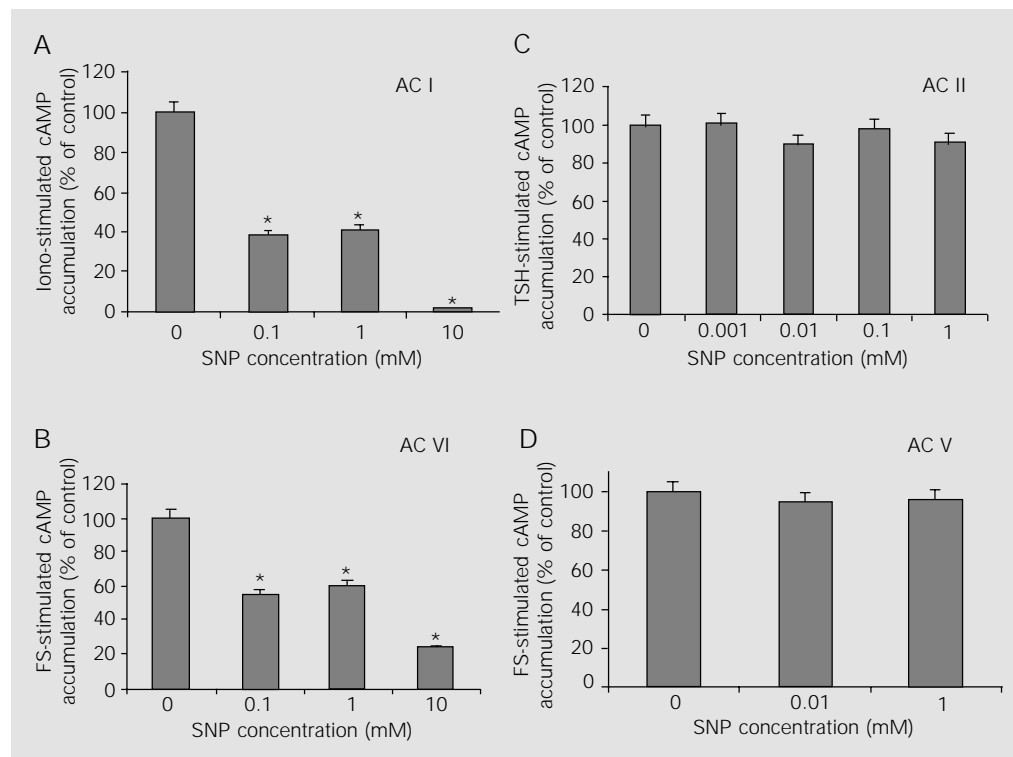 A
AC I
Iono-stimulated cAMP
accumulation (% of control)
120
100
80
60
40
20
0
*
*
*
0 0.1 1 10
SNP concentration (mM)
C
AC II
TSH-stimulated cAMP
accumulation (% of control)
120
100
80
60
40
20
0
0 0.001 0.01 0.1 1
SNP concentration (mM)
B
AC VI
FS-stimulated cAMP
accumulation (% of control)
120
100
80
60
40
20
0
*
*
*
0 0.1 1 10
SNP concentration (mM)
D
AC V
FS-stimulated cAMP
accumulation (% of control)
100
80
60
40
20
0
0 0.01 1
SNP concentration (mM)